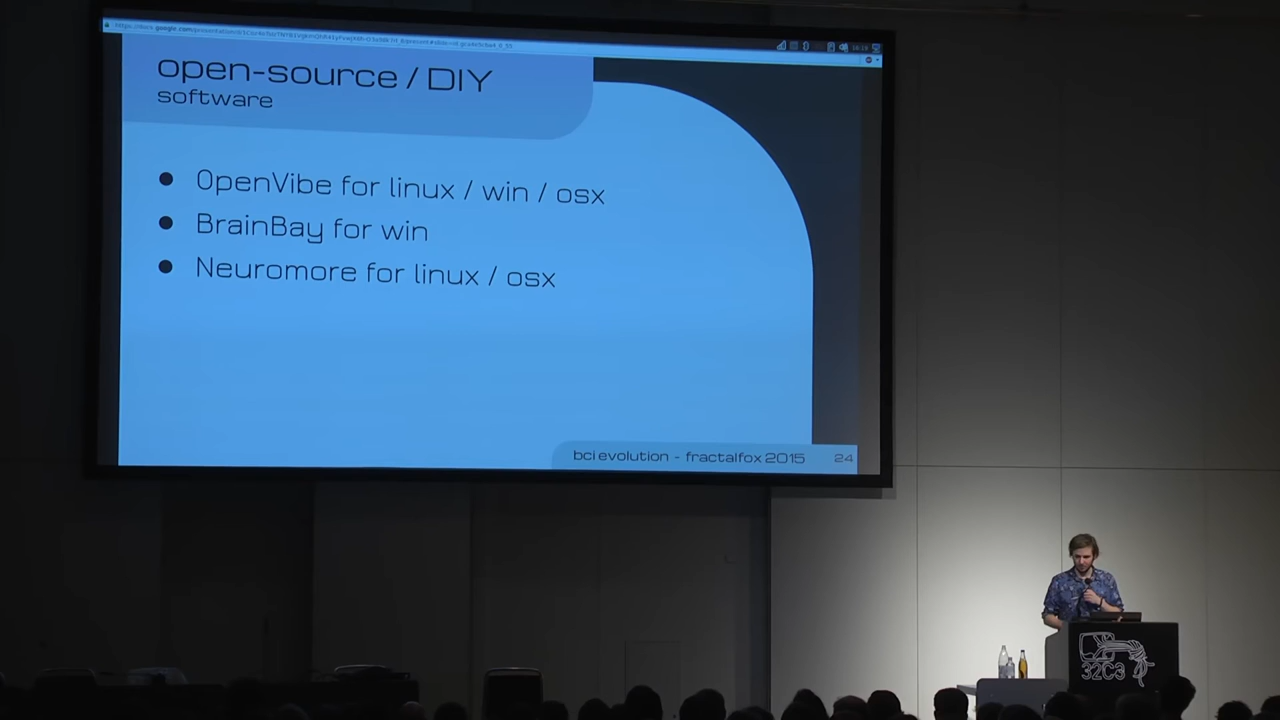 open-source / DIY
software
OpenVibe for linux / win / osx
BrainBay for win
Neuromore for linux / osx
bci evolution - fractalfox 2015 24
32C3